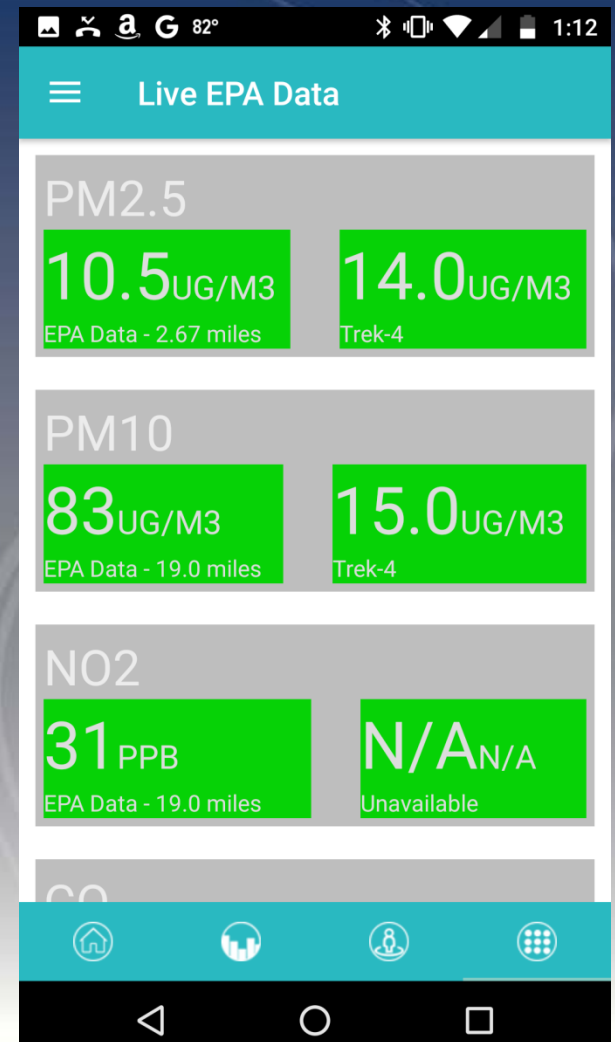 82° 1:12
Live EPA Data
PM2.5
10.5UG/M3 14.0UG/M3
EPA Data - 2.67 miles Trek-4
PM10
83UG/M3 15.0UG/M3
EPA Data - 19.0 miles Trek-4
NO2
31PPB N/AN/A
EPA Data - 19.0 miles Unavailable
CO